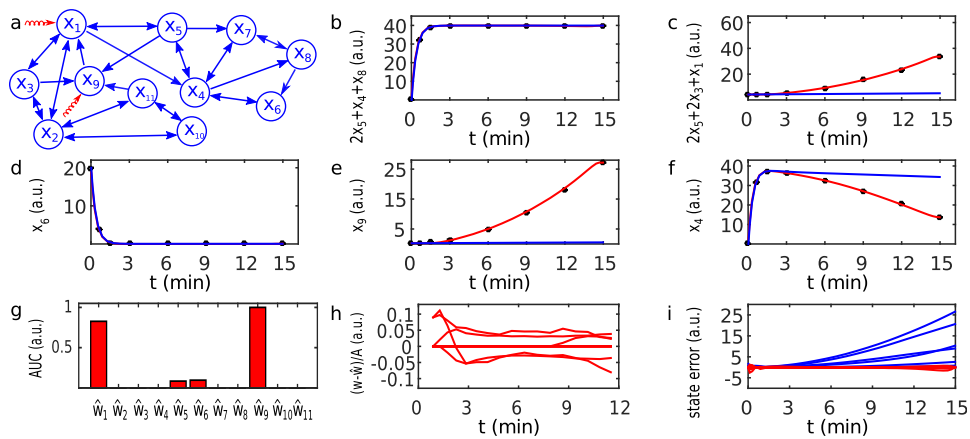 a
x₁
x₅
x₇
x₈
x₃
x₉
x₁₁
x₄
x₆
x₂
x₁₀
b
2x₅+x₄+x₈ (a.u.)
40
30
20
10
0 3 6 9 12 15
t (min)
c
2x₅+2x₃+x₁ (a.u.)
60
40
20
0 3 6 9 12 15
t (min)
d
x₆ (a.u.)
20
10
0 3 6 9 12 15
t (min)
e
x₉ (a.u.)
25
15
5
0 3 6 9 12 15
t (min)
f
x₄ (a.u.)
40
30
20
10
0
0 3 6 9 12 15
t (min)
g
AUC (a.u.)
1
0.5
ŵ₁ ŵ₂ ŵ₃ ŵ₄ ŵ₅ ŵ₆ ŵ₇ ŵ₈ ŵ₉ ŵ₁₀ ŵ₁₁
h
(w-ŵ)/A (a.u.)
0.1
0.05
0
-0.05
-0.1
0 3 6 9 12
t (min)
i
state error (a.u.)
25
15
5
-5
0 3 6 9 12 15
t (min)